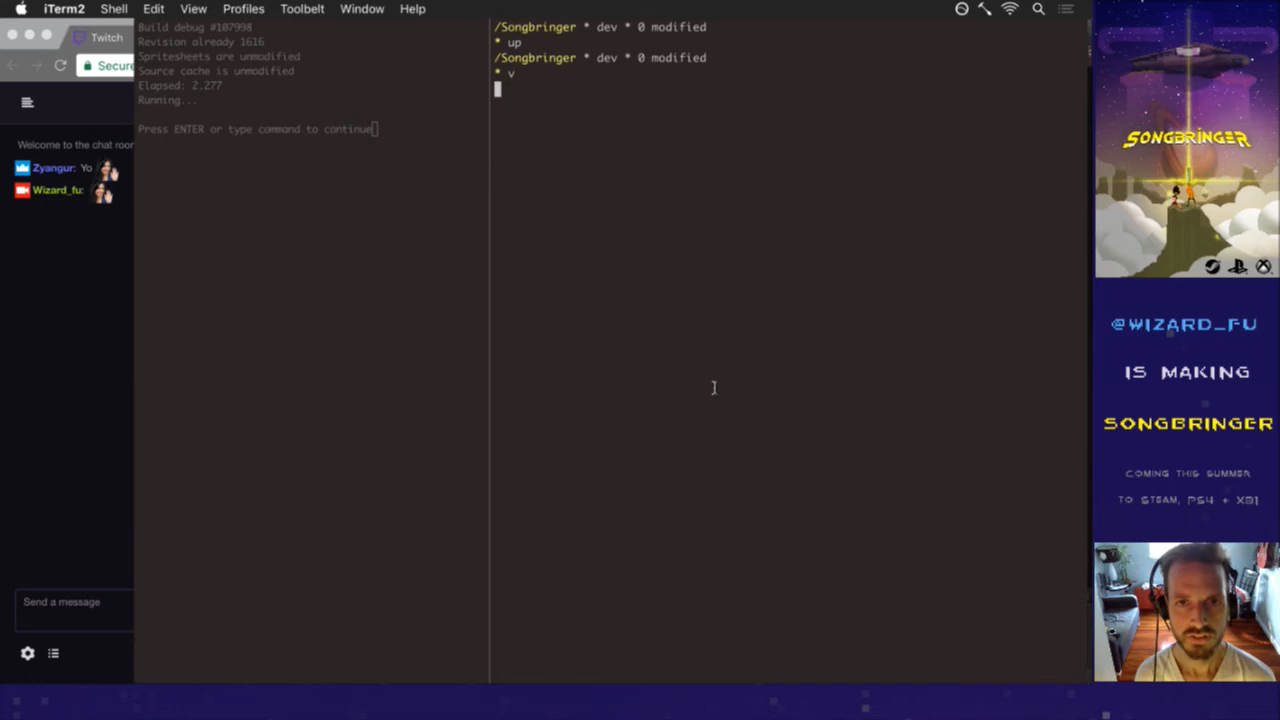 iTerm2 Shell Edit View Profiles Toolbelt Window Help
Twitch
Secure
Welcome to the chat roor
Zyangur: Yo
Wizard_fu:
Send a message
Build debug #107998
Revision already 1616
Spritesheets are unmodified
Source cache is unmodified
Elapsed: 2.277
Running...
Press ENTER or type command to continue
/Songbringer * dev * 0 modified
* up
/Songbringer * dev * 0 modified
* v
SONGBRINGER
@WIZARD_FU
IS MAKING
SONGBRINGER
COMING THIS SUMMER
TO STEAM, PS4 + XB1